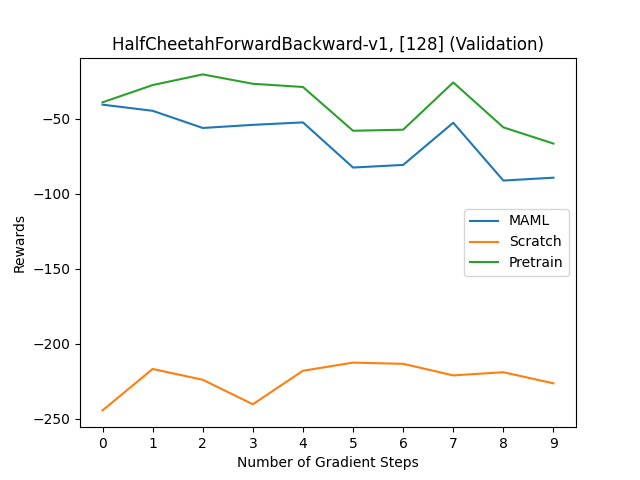 HalfCheetahForwardBackward-v1, [128] (Validation)
Rewards
−50
−100
−150
−200
−250
MAML
Scratch
Pretrain
0 1 2 3 4 5 6 7 8 9
Number of Gradient Steps